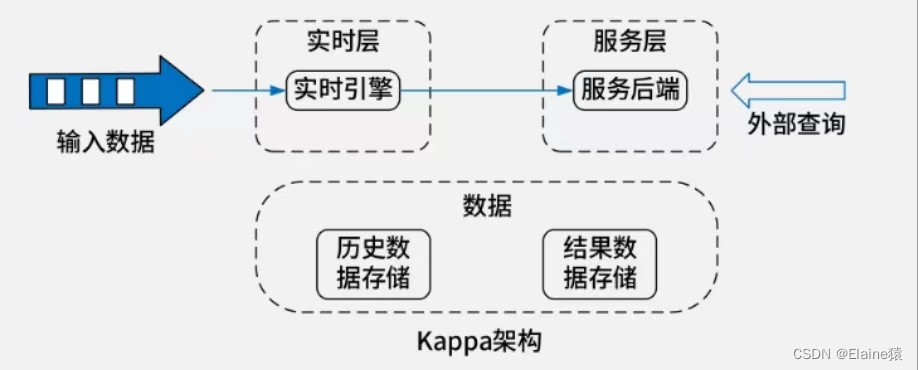 实时层
服务层
实时引擎
服务后端
输入数据
外部查询
数据
历史数
据存储
结果数
据存储
Kappa架构
CSDN @Elaine猿